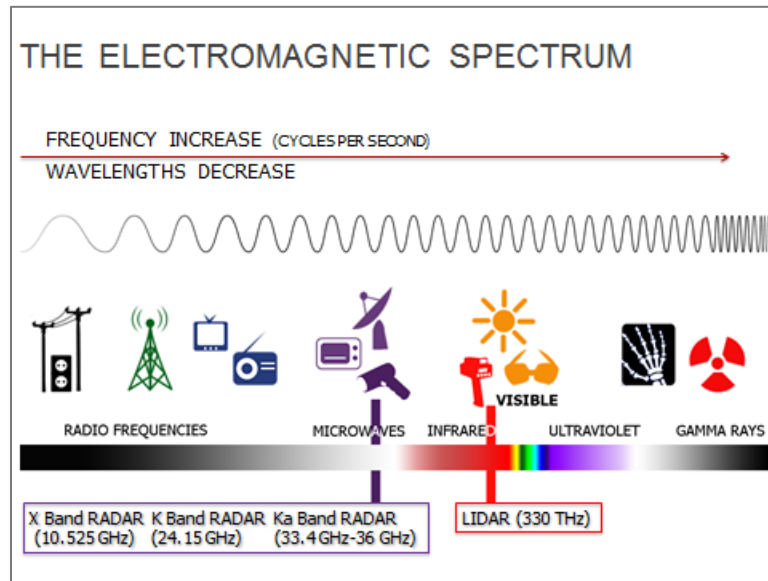 THE ELECTROMAGNETIC SPECTRUM
FREQUENCY INCREASE (CYCLES PER SECOND)
WAVELENGTHS DECREASE
VISIBLE
RADIO FREQUENCIES MICROWAVES INFRARED ULTRAVIOLET GAMMA RAYS
X Band RADAR K Band RADAR Ka Band RADAR
(10.525 GHz) (24.15 GHz) (33.4 GHz-36 GHz)
LIDAR (330 THz)